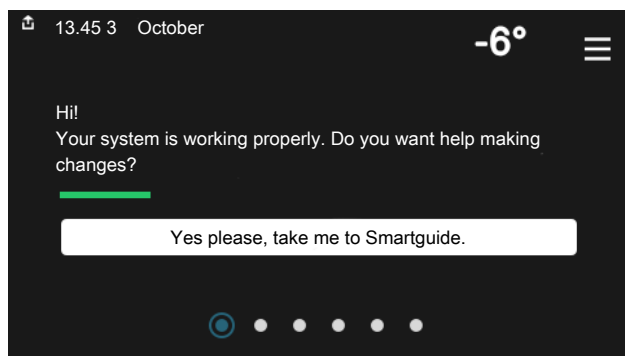 13.45 3 October
-6°
Hi!
Your system is working properly. Do you want help making
changes?
Yes please, take me to Smartguide.